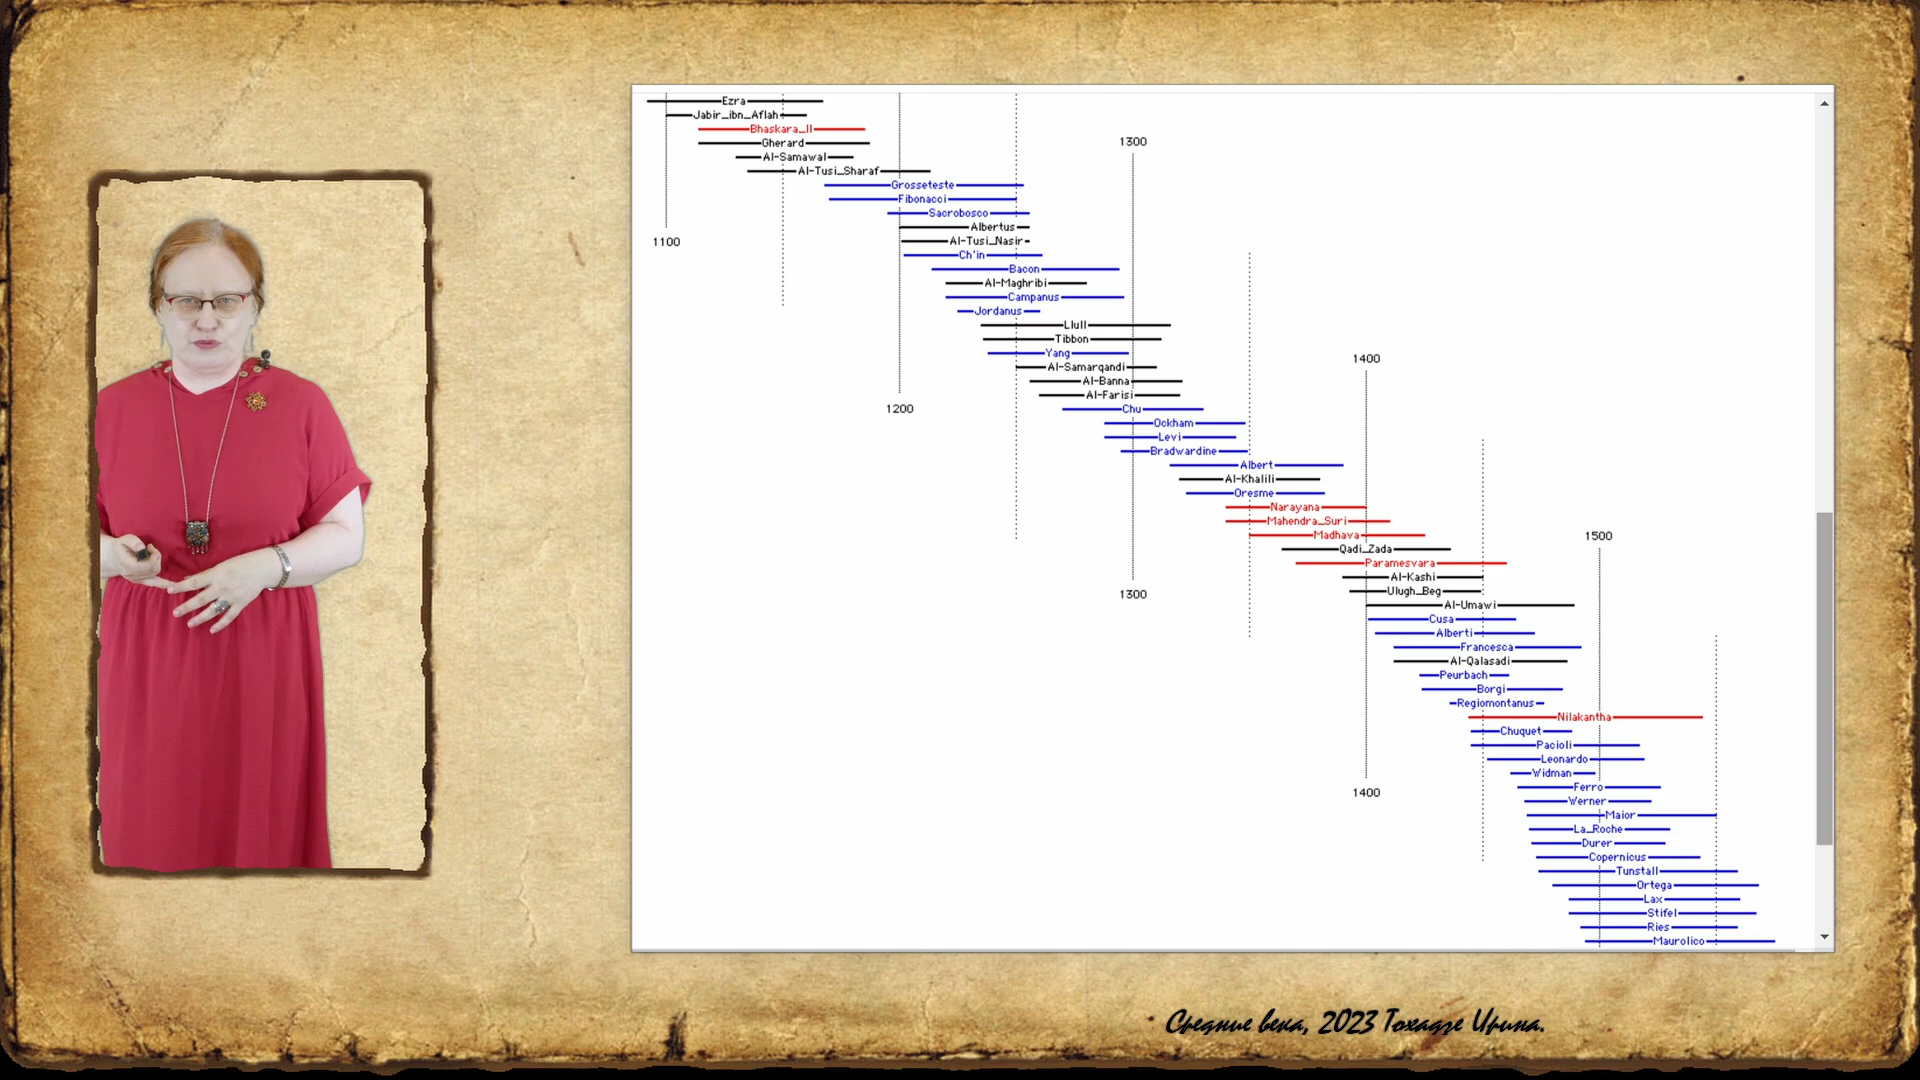 Ezra
Jabir_ibn_Aflah
Bhaskara_II
1300
Gherard
Al-Samawal
Al-Tusi_Sharaf
Grosseteste
Fibonacci
Sacrobosco
Albertus
1100
Al-Tusi_Nasir
Ch'in
Bacon
Al-Maghribi
Campanus
Jordanus
Llull
Tibbon
Yang
1400
Al-Samarqandi
Al-Banna
Al-Farisi
1200
Chu
Ockham
Levi
Bradwardine
Albert
Al-Khalili
Oresme
Narayana
Mahendra_Suri
Madhava
1500
Qadi_Zada
Paramesvara
Al-Kashi
1300
Ulugh_Beg
Al-Umawi
Cusa
Alberti
Francesca
Al-Qalasadi
Peurbach
Borgi
Regiomontanus
Nilakantha
Chuquet
Pacioli
Leonardo
Widman
Ferro
1400
Werner
Maior
La_Roche
Durer
Copernicus
Tunstall
Ortega
Lax
Stifel
Ries
Maurolico
Средние века, 2023 Тохадзе Ирина.